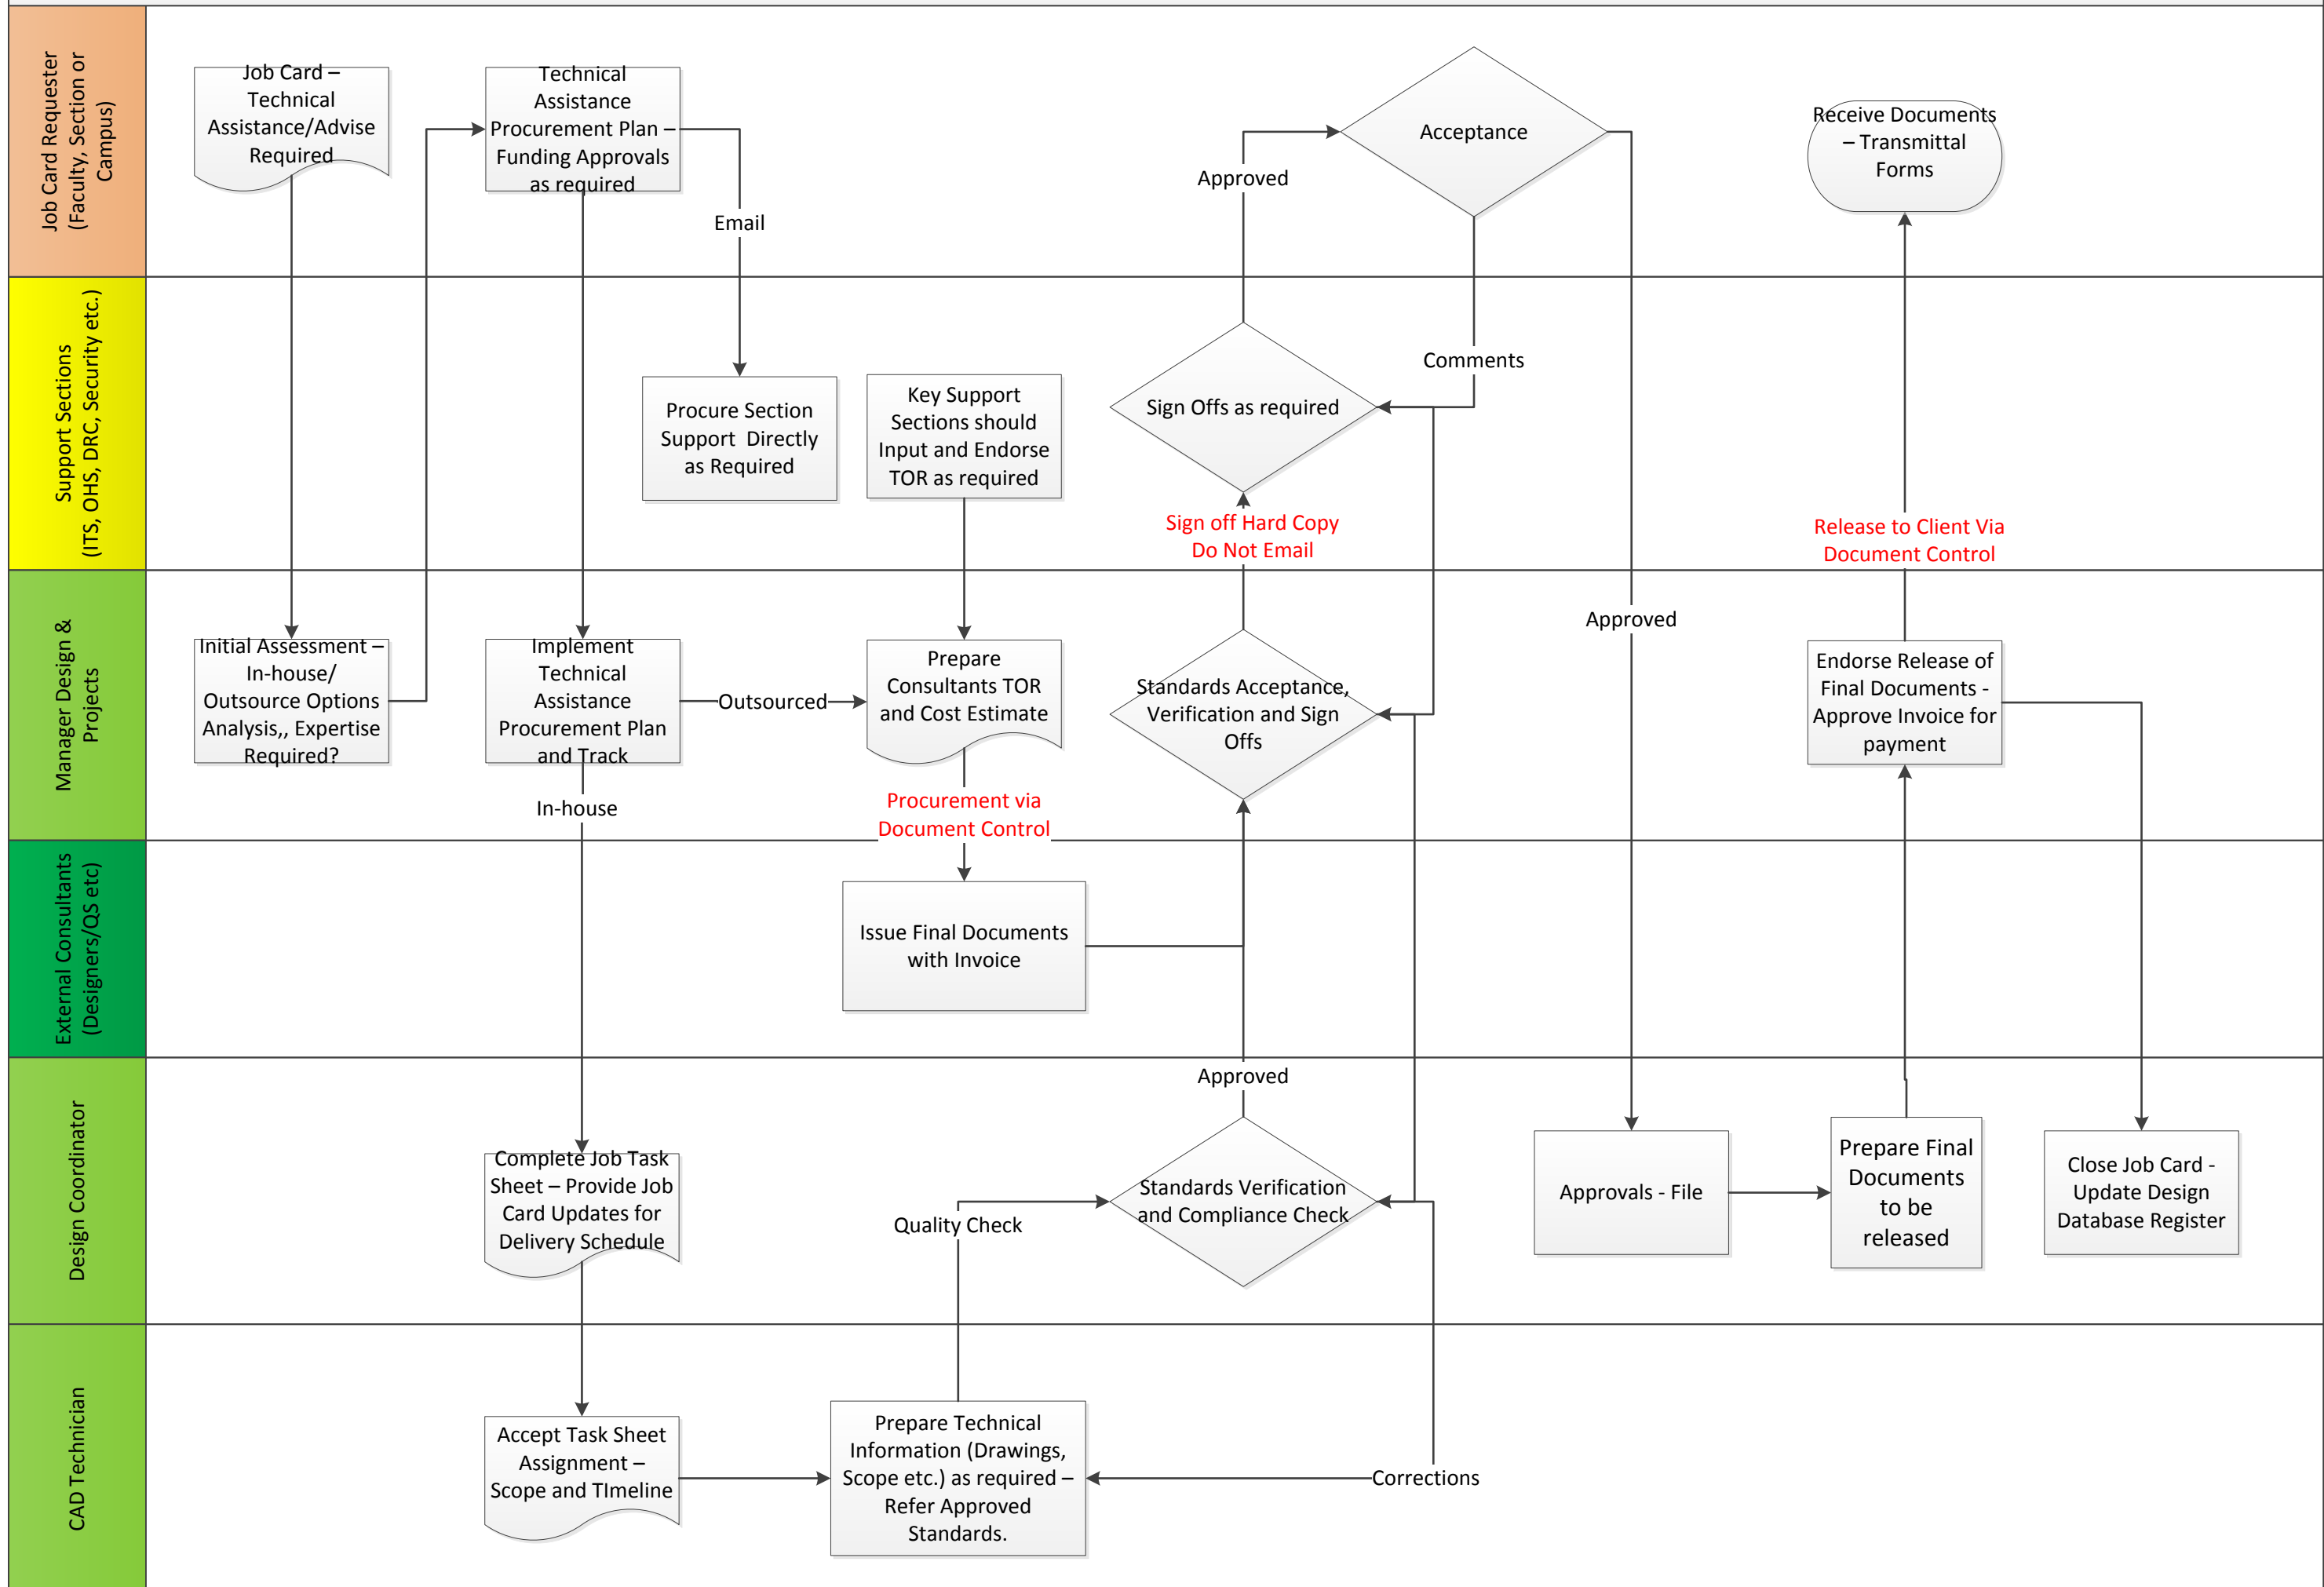 Job Card Requester
(Faculty, Section or
Campus)
Job Card –
Technical
Assistance/Advise
Required
Technical
Assistance
Procurement Plan –
Funding Approvals
as required
Email
Approved
Acceptance
Receive Documents
– Transmittal
Forms
Support Sections
(ITS, OHS, DRC, Security etc.)
Procure Section
Support Directly
as Required
Key Support
Sections should
Input and Endorse
TOR as required
Sign Offs as required
Comments
Sign off Hard Copy
Do Not Email
Release to Client Via
Document Control
Manager Design &
Projects
Initial Assessment –
In-house/
Outsource Options
Analysis,, Expertise
Required?
Implement
Technical
Assistance
Procurement Plan
and Track
Outsourced
Prepare
Consultants TOR
and Cost Estimate
Standards Acceptance,
Verification and Sign
Offs
Approved
Endorse Release of
Final Documents -
Approve Invoice for
payment
In-house
Procurement via
Document Control
External Consultants
(Designers/QS etc)
Issue Final Documents
with Invoice
Design Coordinator
Complete Job Task
Sheet – Provide Job
Card Updates for
Delivery Schedule
Quality Check
Approved
Standards Verification
and Compliance Check
Approvals - File
Prepare Final
Documents
to be
released
Close Job Card -
Update Design
Database Register
CAD Technician
Accept Task Sheet
Assignment –
Scope and TImeline
Prepare Technical
Information (Drawings,
Scope etc.) as required –
Refer Approved
Standards.
Corrections